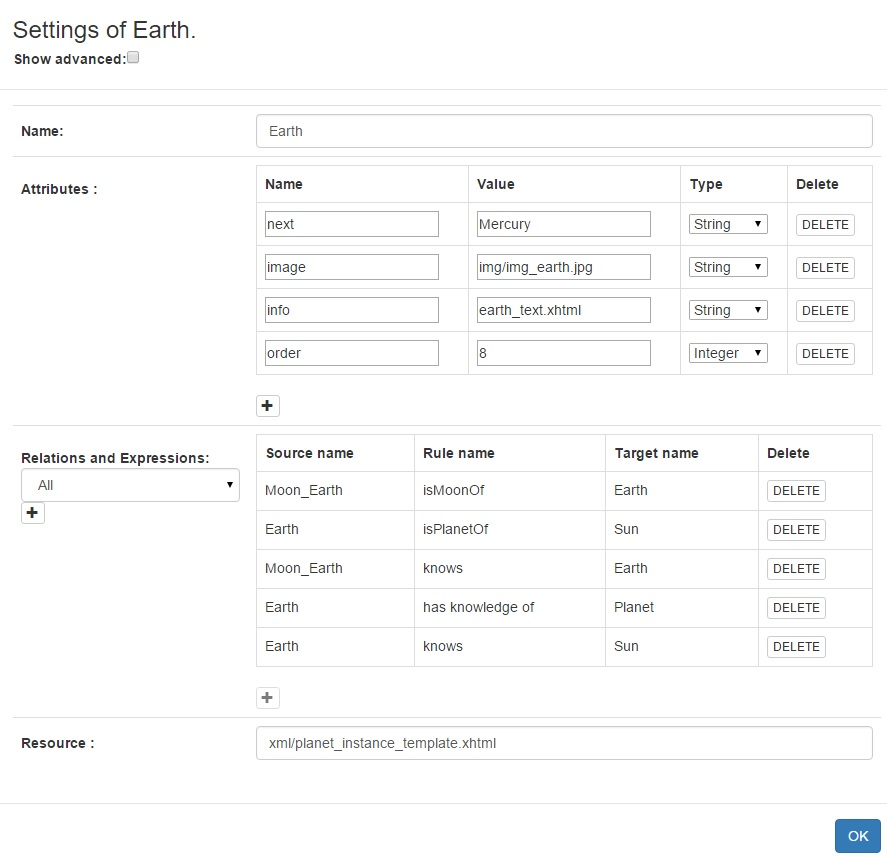 Settings of Earth.
Show advanced:
Name: Earth
Attributes :
Name Value Type Delete
next Mercury String DELETE
image img/img_earth.jpg String DELETE
info earth_text.xhtml String DELETE
order 8 Integer DELETE
Relations and Expressions:
All
Source name Rule name Target name Delete
Moon_Earth isMoonOf Earth DELETE
Earth isPlanetOf Sun DELETE
Moon_Earth knows Earth DELETE
Earth has knowledge of Planet DELETE
Earth knows Sun DELETE
Resource : xml/planet_instance_template.xhtml
OK